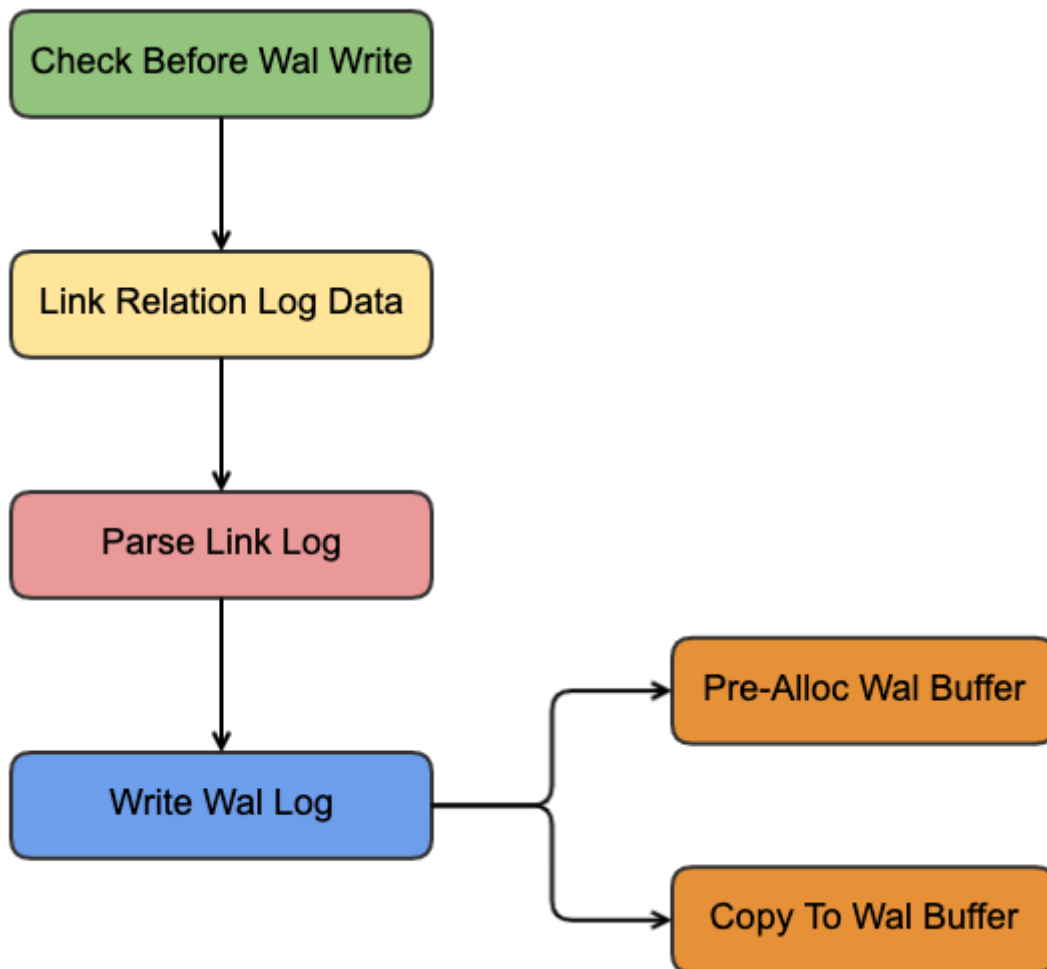 Check Before Wal Write
Link Relation Log Data
Parse Link Log
Pre-Alloc Wal Buffer
Write Wal Log
Copy To Wal Buffer